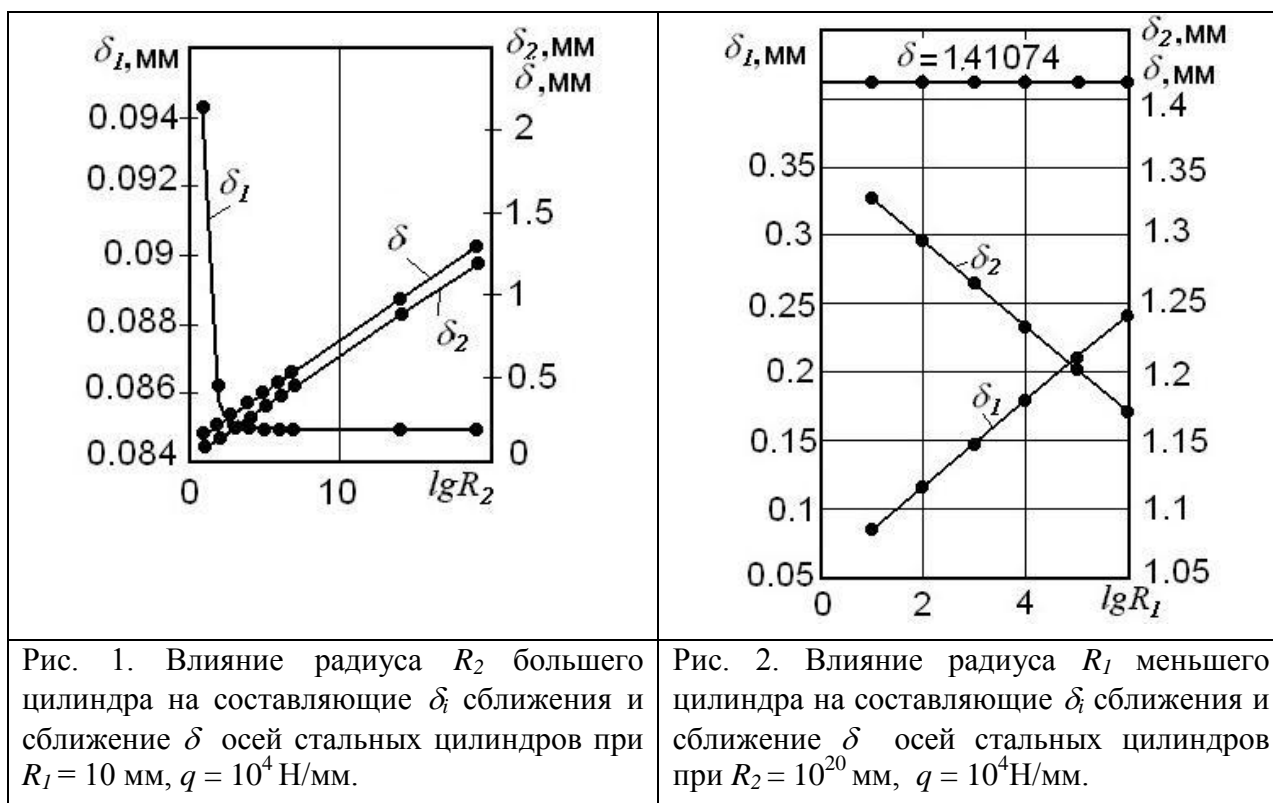 δ₁,мм
δ₂,мм
δ,мм
0.094
0.092
0.09
0.088
0.086
0.084
2
1.5
1
0.5
0
δ₁
δ
δ₂
0
10
lgR₂
δ₁,мм
δ = 1.41074
δ₂,мм
δ,мм
0.35
0.3
0.25
0.2
0.15
0.1
0.05
1.4
1.35
1.3
1.25
1.2
1.15
1.1
1.05
δ₂
δ₁
0
2
4
lgR₁
Рис. 1. Влияние радиуса R₂ большего
цилиндра на составляющие δᵢ сближения и
сближение δ осей стальных цилиндров при
R₁ = 10 мм, q = 10⁴ Н/мм.
Рис. 2. Влияние радиуса R₁ меньшего
цилиндра на составляющие δᵢ сближения и
сближение δ осей стальных цилиндров
при R₂ = 10²⁰ мм, q = 10⁴Н/мм.